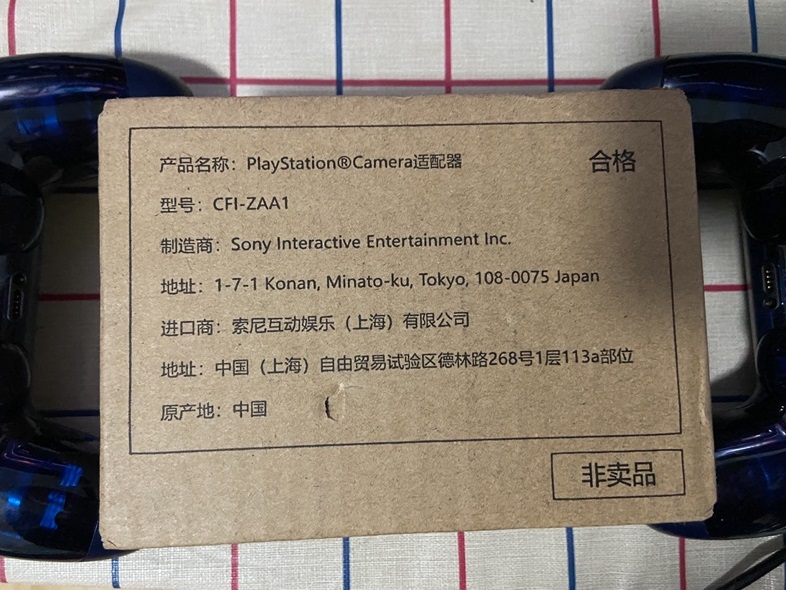 产品名称：PlayStation®Camera适配器
合格
型号：CFI-ZAA1
制造商：Sony Interactive Entertainment Inc.
地址：1-7-1 Konan, Minato-ku, Tokyo, 108-0075 Japan
进口商：索尼互动娱乐（上海）有限公司
地址：中国（上海）自由贸易试验区德林路268号1层113a部位
原产地：中国
非卖品